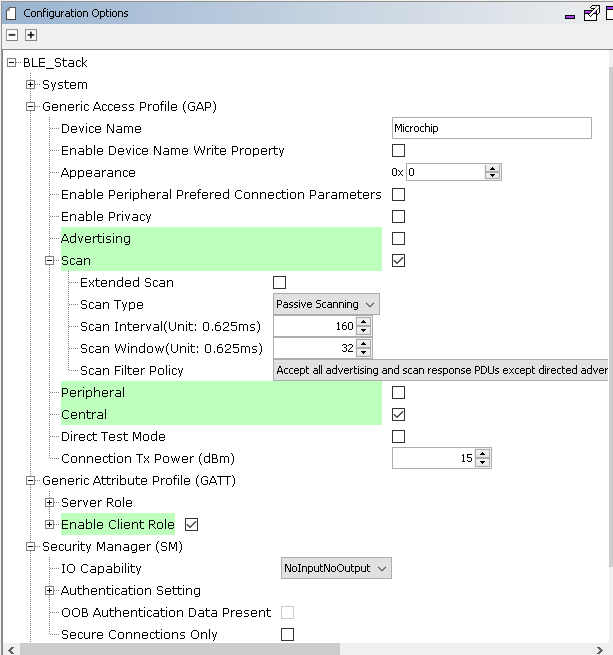 Configuration Options
BLE_Stack
System
Generic Access Profile (GAP)
Device Name Microchip
Enable Device Name Write Property
Appearance 0x 0
Enable Peripheral Prefered Connection Parameters
Enable Privacy
Advertising
Scan
Extended Scan
Scan Type Passive Scanning
Scan Interval(Unit: 0.625ms) 160
Scan Window(Unit: 0.625ms) 32
Scan Filter Policy Accept all advertising and scan response PDUs except directed adver
Peripheral
Central
Direct Test Mode
Connection Tx Power (dBm) 15
Generic Attribute Profile (GATT)
Server Role
Enable Client Role
Security Manager (SM)
IO Capability NoInputNoOutput
Authentication Setting
OOB Authentication Data Present
Secure Connections Only